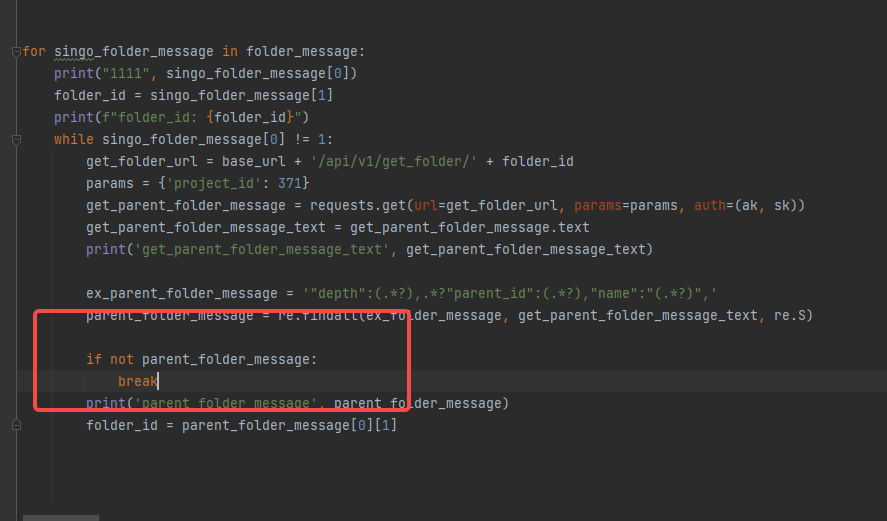 for singo_folder_message in folder_message:
    print("1111", singo_folder_message[0])
    folder_id = singo_folder_message[1]
    print(f"folder_id: {folder_id}")
    while singo_folder_message[0] != 1:
        get_folder_url = base_url + '/api/v1/get_folder/' + folder_id
        params = {'project_id': 371}
        get_parent_folder_message = requests.get(url=get_folder_url, params=params, auth=(ak, sk))
        get_parent_folder_message_text = get_parent_folder_message.text
        print('get_parent_folder_message_text', get_parent_folder_message_text)
        ex_parent_folder_message = '"depth":(.*?),.*?"parent_id":(.*?),"name":"(.*?)",'
        parent_folder_message = re.findall(ex_folder_message, get_parent_folder_message_text, re.S)
        if not parent_folder_message:
            break
        print('parent_folder_message', parent_folder_message)
        folder_id = parent_folder_message[0][1]